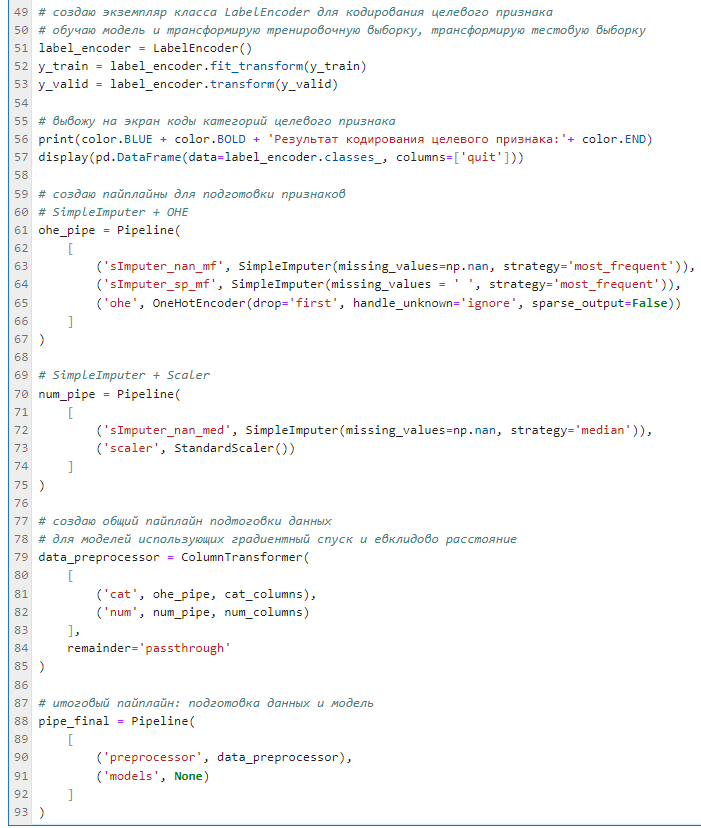 49 # создаю экземпляр класса LabelEncoder для кодирования целевого признака
50 # обучаю модель и трансформирую тренировочную выборку, трансформирую тестовую выборку
51 label_encoder = LabelEncoder()
52 y_train = label_encoder.fit_transform(y_train)
53 y_valid = label_encoder.transform(y_valid)
54
55 # вывожу на экран коды категорий целевого признака
56 print(color.BLUE + color.BOLD + 'Результат кодирования целевого признака:'+ color.END)
57 display(pd.DataFrame(data=label_encoder.classes_, columns=['quit']))
58
59 # создаю пайплайны для подготовки признаков
60 # SimpleImputer + OHE
61 ohe_pipe = Pipeline(
62     [
63         ('sImputer_nan_mf', SimpleImputer(missing_values=np.nan, strategy='most_frequent')),
64         ('sImputer_sp_mf', SimpleImputer(missing_values = ' ', strategy='most_frequent')),
65         ('ohe', OneHotEncoder(drop='first', handle_unknown='ignore', sparse_output=False))
66     ]
67 )
68
69 # SimpleImputer + Scaler
70 num_pipe = Pipeline(
71     [
72         ('sImputer_nan_med', SimpleImputer(missing_values=np.nan, strategy='median')),
73         ('scaler', StandardScaler())
74     ]
75 )
76
77 # создаю общий пайплайн подтоговки данных
78 # для моделей использующих градиентный спуск и евклидово расстояние
79 data_preprocessor = ColumnTransformer(
80     [
81         ('cat', ohe_pipe, cat_columns),
82         ('num', num_pipe, num_columns)
83     ],
84     remainder='passthrough'
85 )
86
87 # итоговый пайплайн: подготовка данных и модель
88 pipe_final = Pipeline(
89     [
90         ('preprocessor', data_preprocessor),
91         ('models', None)
92     ]
93 )